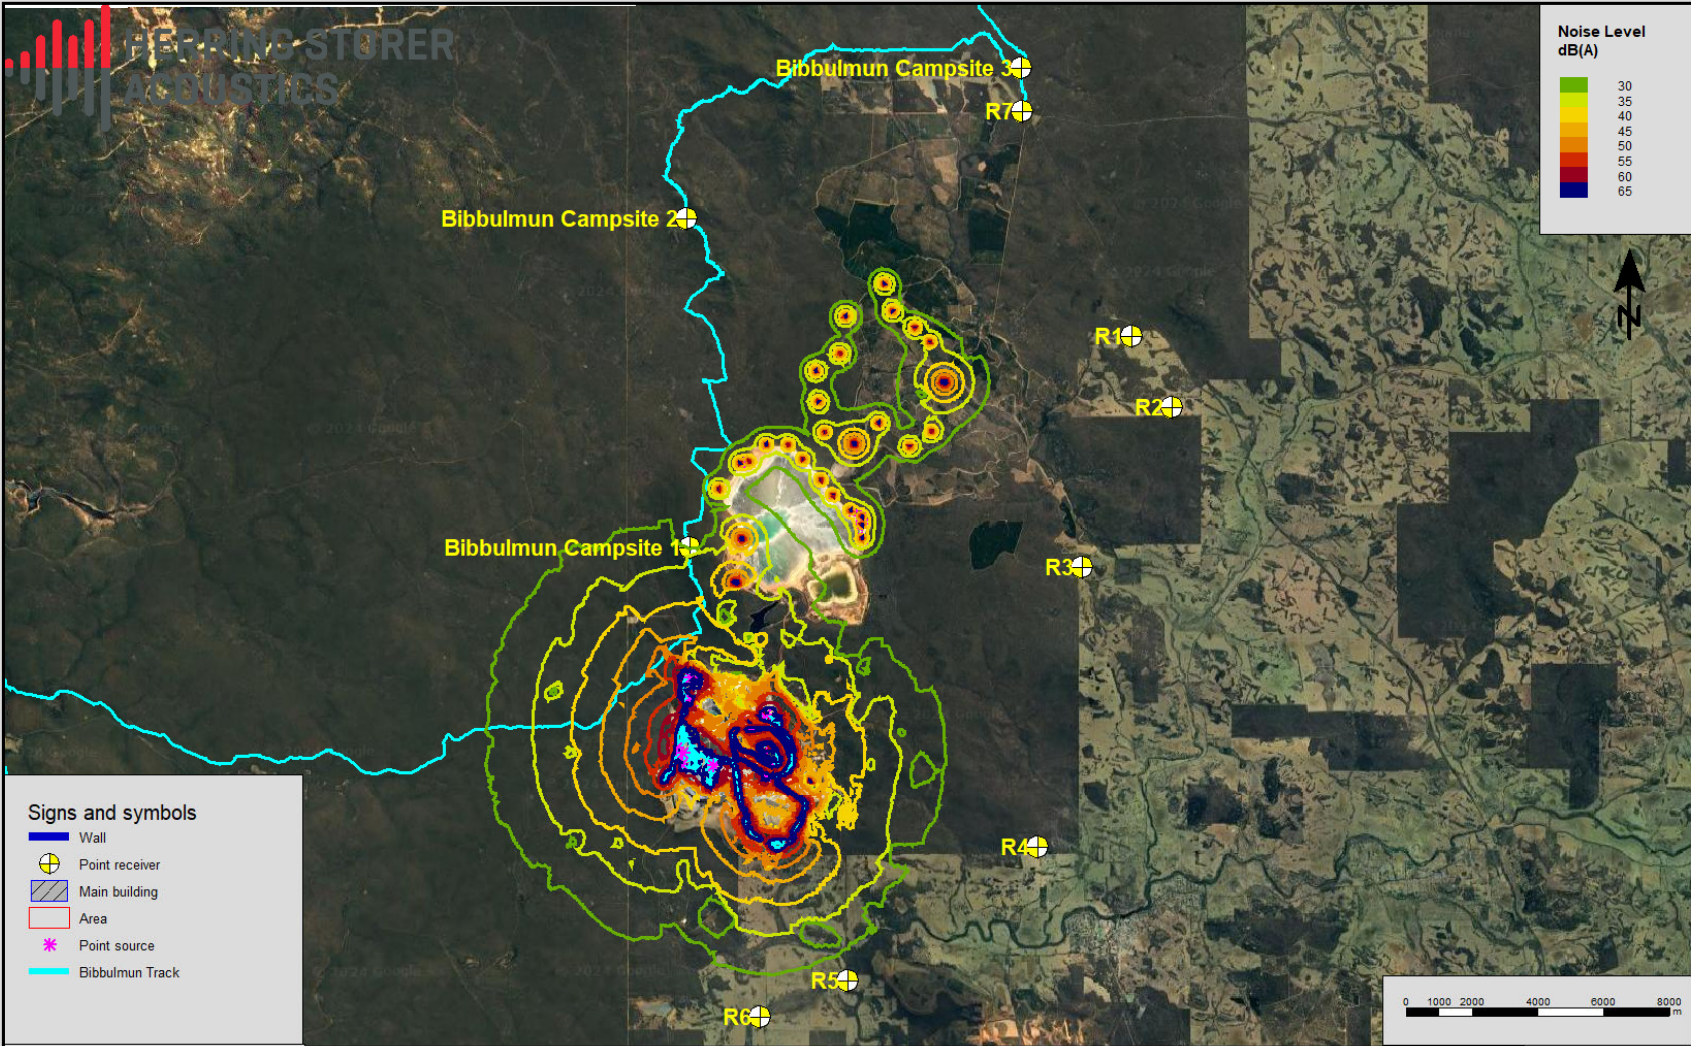 HERRING STORER
ACOUSTICS
Noise Level
dB(A)
30
35
40
45
50
55
60
65
Bibbulmun Campsite 3
R7
Bibbulmun Campsite 2
N
R1
R2
Bibbulmun Campsite 1
R3
R4
R5
R6
Signs and symbols
Wall
Point receiver
Main building
Area
Point source
Bibbulmun Track
0 1000 2000 4000 6000 8000
m
© 2024 Google